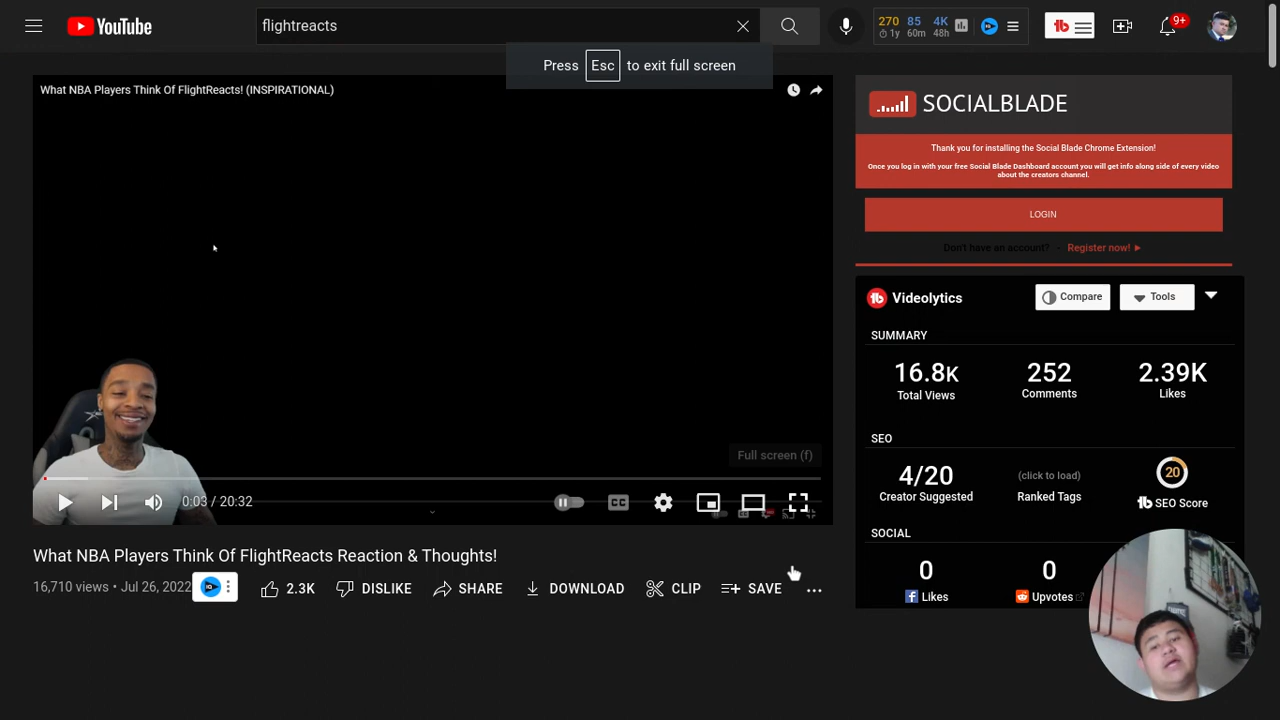 YouTube
flightreacts
270 85 4K
1y 60m 48h
9+
Press Esc to exit full screen
What NBA Players Think Of FlightReacts! (INSPIRATIONAL)
SOCIALBLADE
Thank you for installing the Social Blade Chrome Extension!
Once you log in with your free Social Blade Dashboard account you will get info along side of every video
about the creators channel.
LOGIN
Don't have an account? - Register now! ►
Videolytics
Compare
Tools
SUMMARY
16.8K
252
2.39K
Total Views
Comments
Likes
SEO
4/20
(click to load)
20
Creator Suggested
Ranked Tags
SEO Score
SOCIAL
0
0
Likes
Upvotes
Full screen (f)
0:03 / 20:32
CC
What NBA Players Think Of FlightReacts Reaction & Thoughts!
16,710 views • Jul 26, 2022
2.3K
DISLIKE
SHARE
DOWNLOAD
CLIP
SAVE